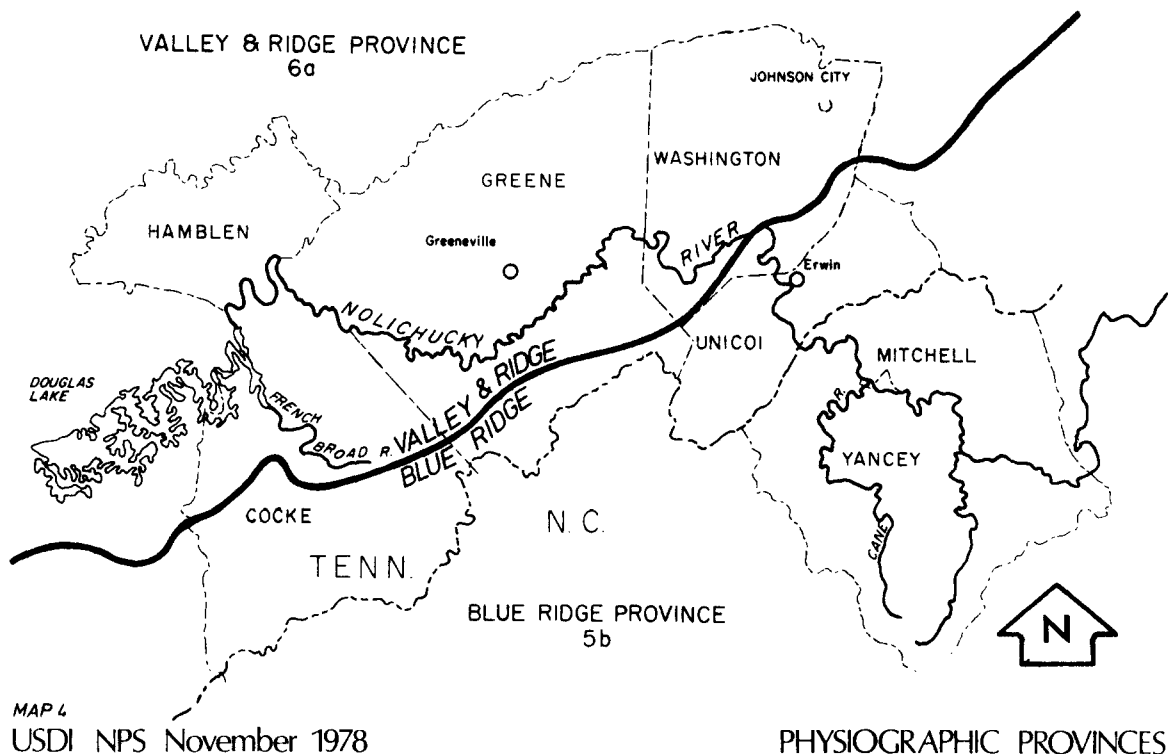 VALLEY & RIDGE PROVINCE
6a
JOHNSON CITY
WASHINGTON
GREENE
HAMBLEN
Greeneville
RIVER
Erwin
NOLICHUCKY
UNICOI
MITCHELL
DOUGLAS
LAKE
FRENCH
BROAD R.
VALLEY & RIDGE
BLUE RIDGE
R.
YANCEY
CANE
COCKE
N.C.
TENN.
BLUE RIDGE PROVINCE
5b
N
MAP 4
USDI NPS November 1978
PHYSIOGRAPHIC PROVINCES